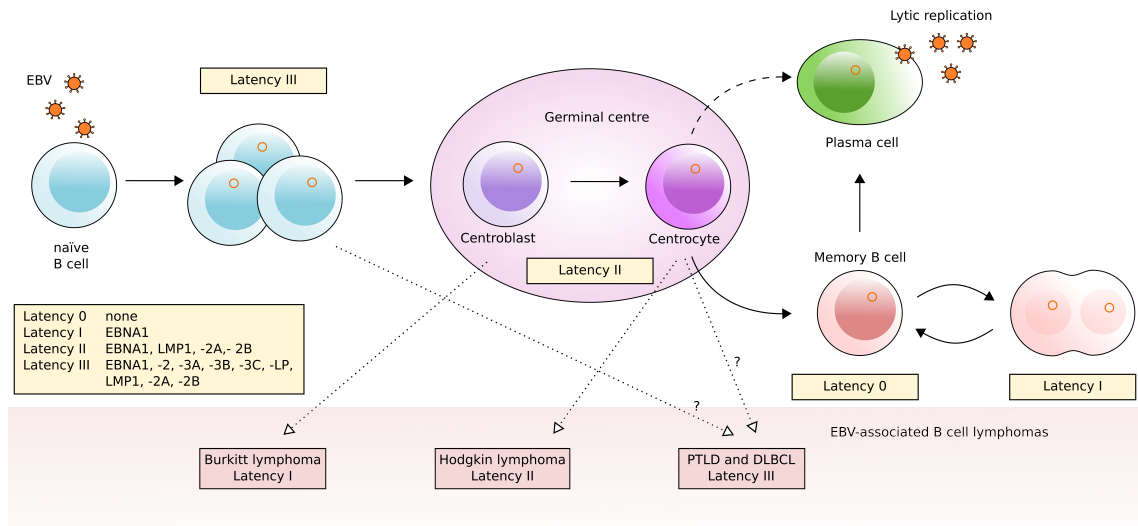 Lytic replication
EBV
Latency III
Germinal centre
Plasma cell
Centroblast
Centrocyte
naïve
B cell
Memory B cell
Latency II
Latency 0 none
Latency I EBNA1
Latency II EBNA1, LMP1, -2A,- 2B
Latency III EBNA1, -2, -3A, -3B, -3C, -LP,
LMP1, -2A, -2B
?
?
Latency 0
Latency I
EBV-associated B cell lymphomas
Burkitt lymphoma
Latency I
Hodgkin lymphoma
Latency II
PTLD and DLBCL
Latency III